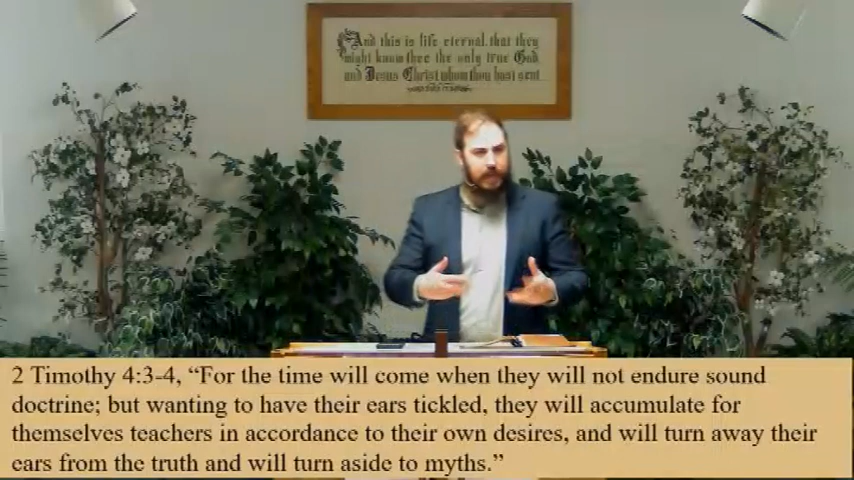 And this is life eternal, that they
might know thee the only true God
and Jesus Christ whom thou hast sent
2 Timothy 4:3-4, “For the time will come when they will not endure sound
doctrine; but wanting to have their ears tickled, they will accumulate for
themselves teachers in accordance to their own desires, and will turn away their
ears from the truth and will turn aside to myths.”